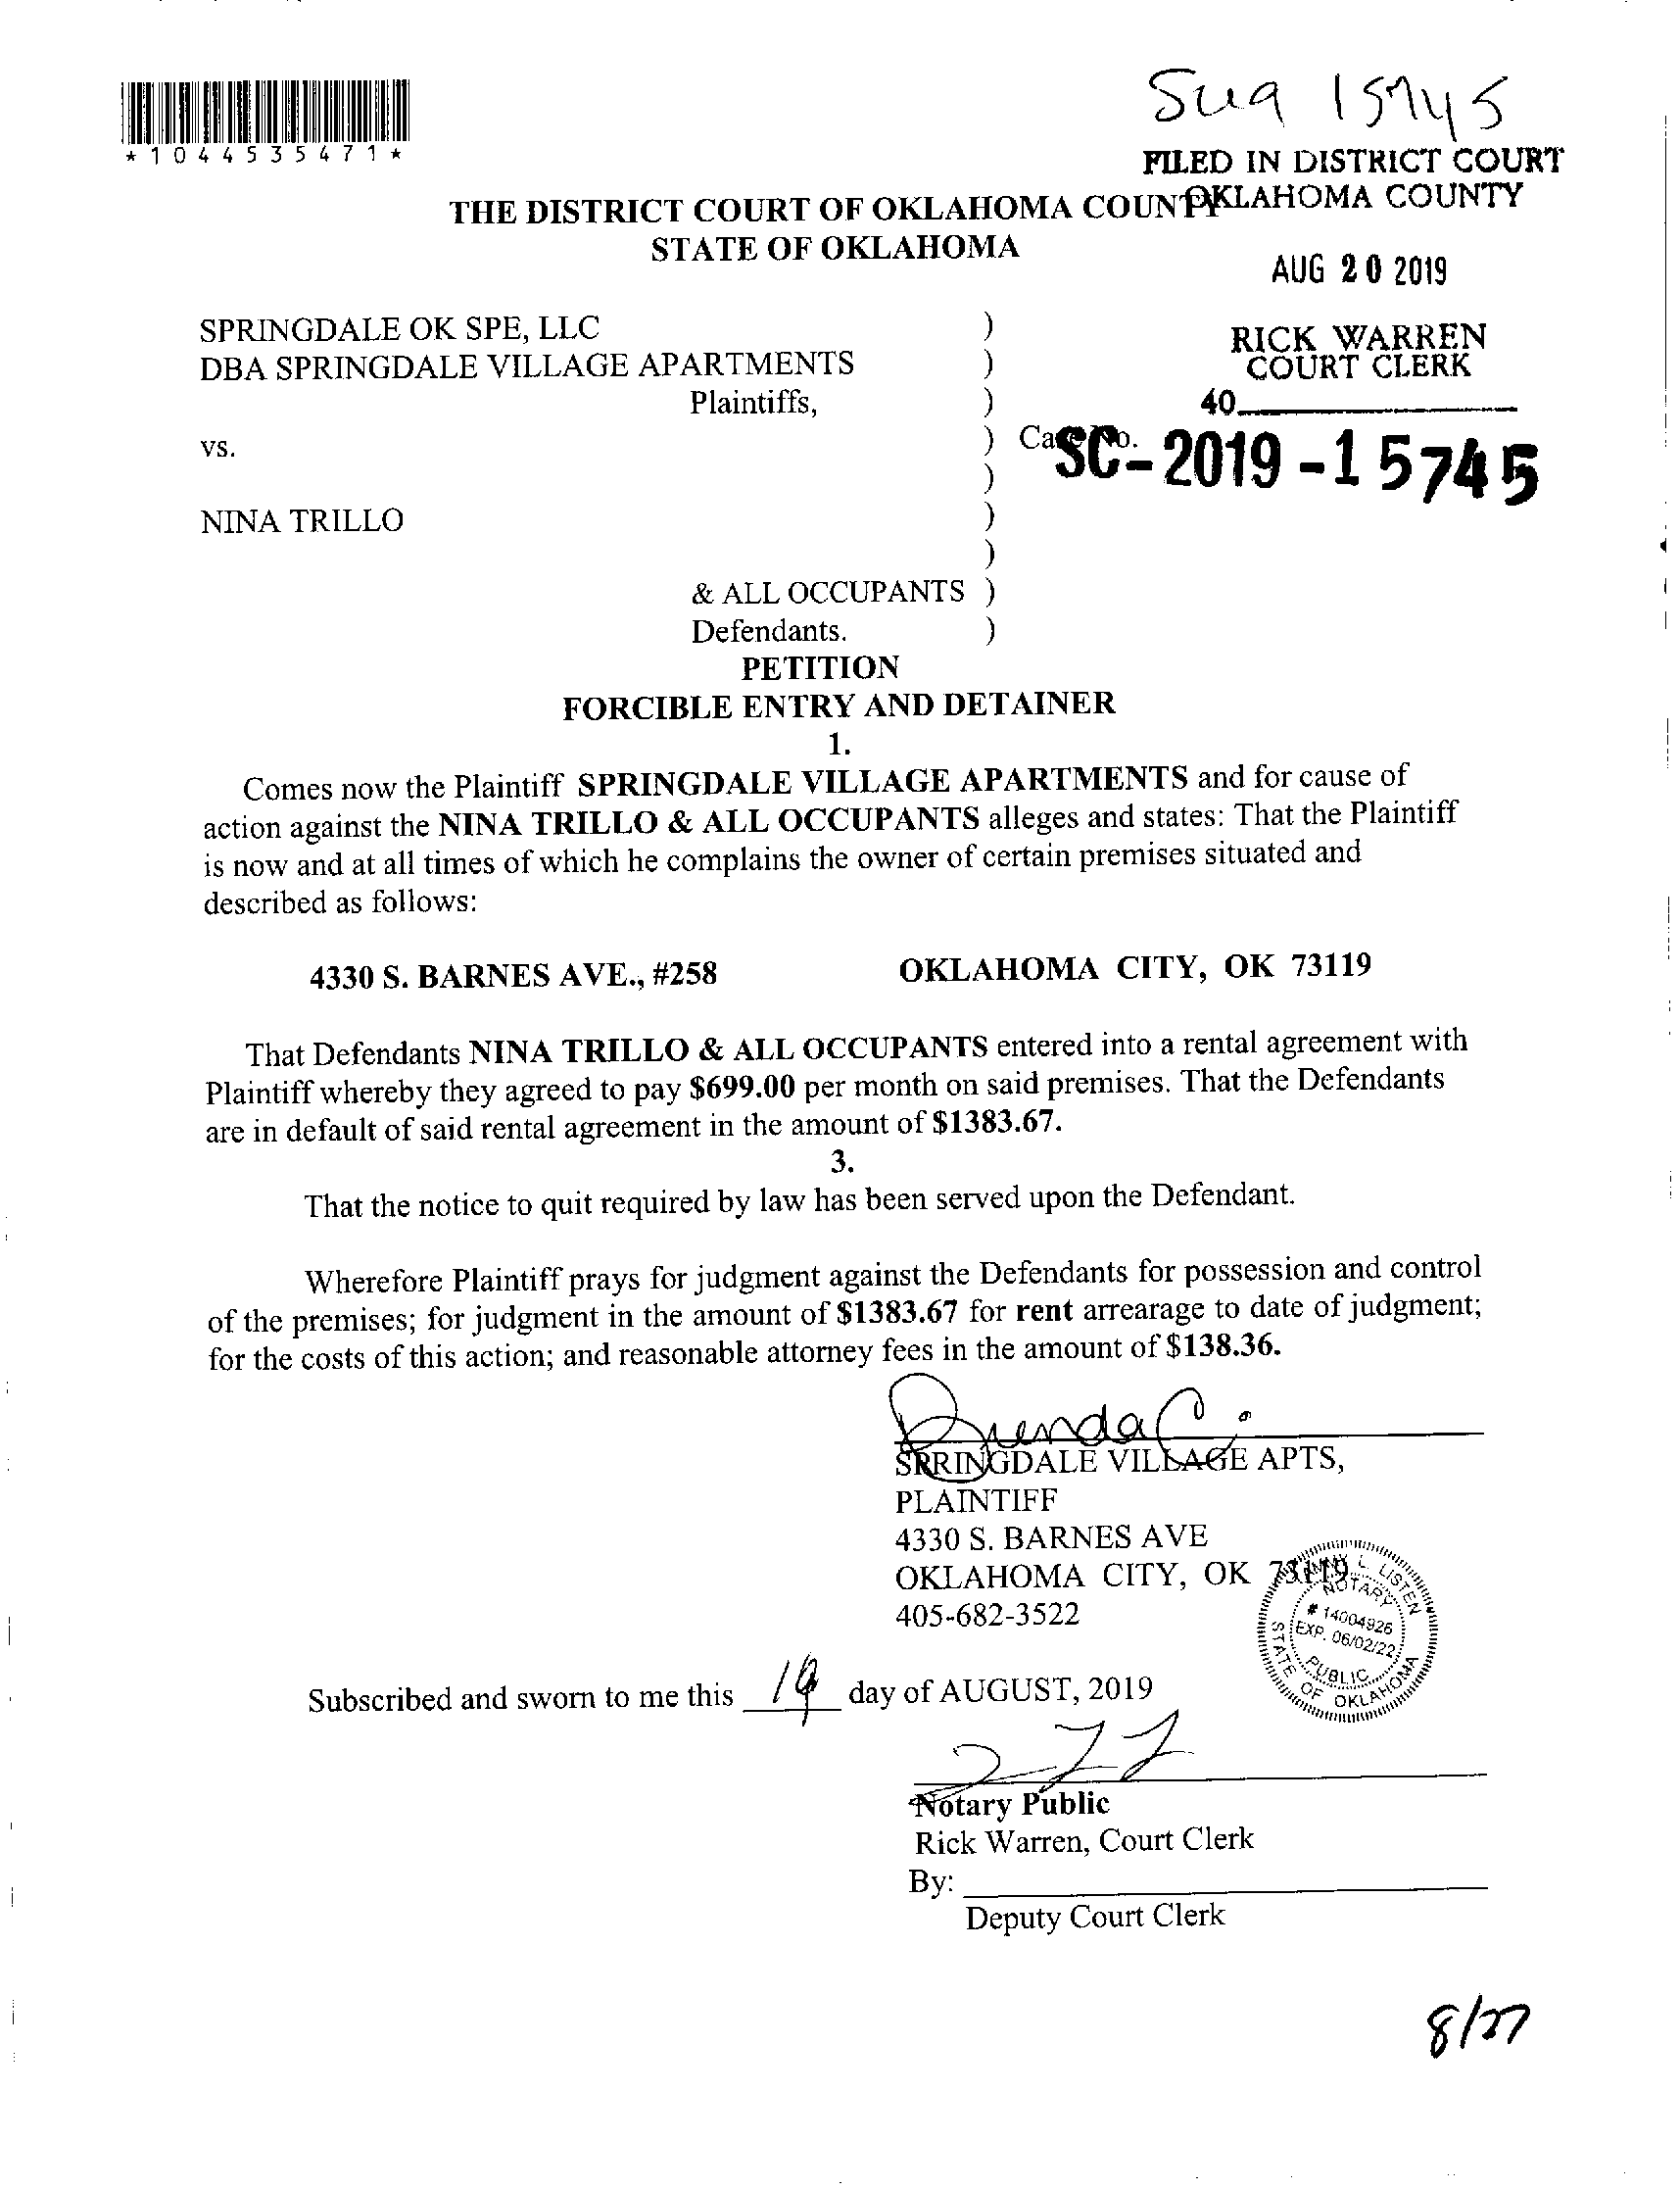 Sua 15745
*1044535471*
FILED IN DISTRICT COURT
OKLAHOMA COUNTY
THE DISTRICT COURT OF OKLAHOMA COUNTY
STATE OF OKLAHOMA
AUG 20 2019
SPRINGDALE OK SPE, LLC )
DBA SPRINGDALE VILLAGE APARTMENTS )
Plaintiffs, )
RICK WARREN
COURT CLERK
40
vs. ) Case No.
SC-2019-15745
)
NINA TRILLO )
)
& ALL OCCUPANTS )
Defendants. )
PETITION
FORCIBLE ENTRY AND DETAINER
1.
Comes now the Plaintiff SPRINGDALE VILLAGE APARTMENTS and for cause of
action against the NINA TRILLO & ALL OCCUPANTS alleges and states: That the Plaintiff
is now and at all times of which he complains the owner of certain premises situated and
described as follows:
4330 S. BARNES AVE., #258 OKLAHOMA CITY, OK 73119
That Defendants NINA TRILLO & ALL OCCUPANTS entered into a rental agreement with
Plaintiff whereby they agreed to pay $699.00 per month on said premises. That the Defendants
are in default of said rental agreement in the amount of $1383.67.
3.
That the notice to quit required by law has been served upon the Defendant.
Wherefore Plaintiff prays for judgment against the Defendants for possession and control
of the premises; for judgment in the amount of $1383.67 for rent arrearage to date of judgment;
for the costs of this action; and reasonable attorney fees in the amount of $138.36.
Brenda C.
SPRINGDALE VILLAGE APTS,
PLAINTIFF
4330 S. BARNES AVE
OKLAHOMA CITY, OK 73119
405-682-3522
L. LISTEN
NOTARY
# 14004926
EXP. 06/02/22
PUBLIC
STATE OF OKLAHOMA
Subscribed and sworn to me this 19 day of AUGUST, 2019
Notary Public
Rick Warren, Court Clerk
By:
Deputy Court Clerk
8/27